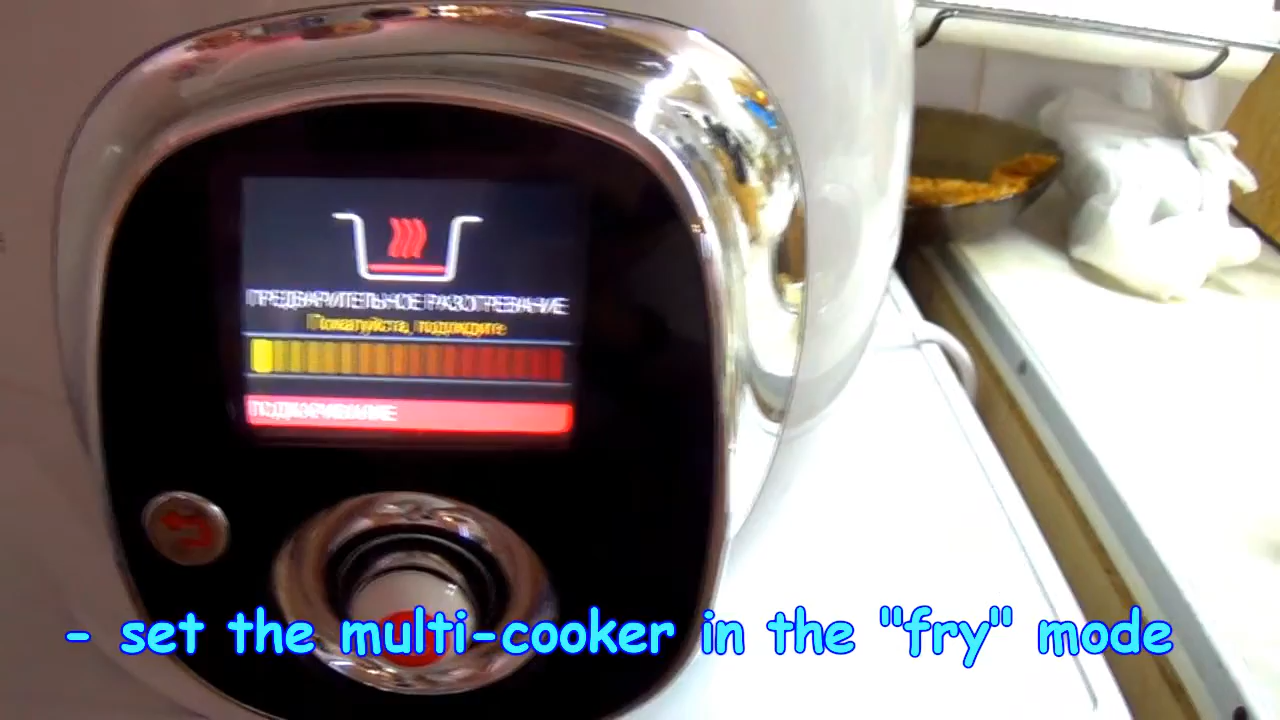 ПРЕДВАРИТЕЛЬНОЕ РАЗОГРЕВАНИЕ
Пожалуйста, подождите
ПОДЖАРИВАНИЕ
- set the multi-cooker in the "fry" mode